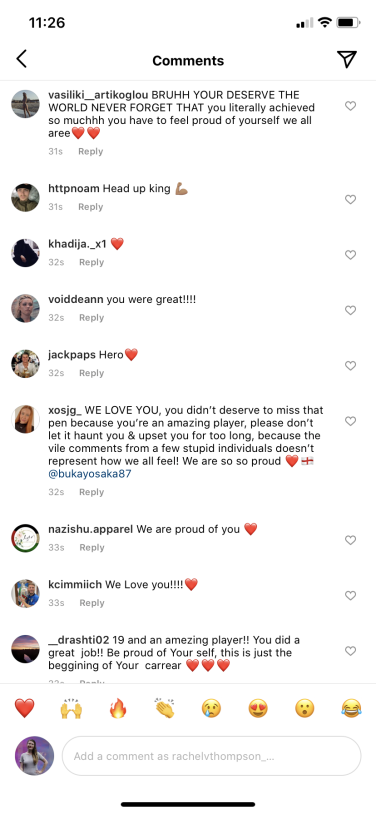 11:26
Comments
vasiliki__artikoglou BRUHH YOUR DESERVE THE
WORLD NEVER FORGET THAT you literally achieved
so muchhh you have to feel proud of yourself we all
aree❤️❤️
31s Reply
httpnoam Head up king 💪🏽
31s Reply
khadija._x1 ❤️
32s Reply
voiddeann you were great!!!!
32s Reply
jackpaps Hero❤️
32s Reply
xosjg_ WE LOVE YOU, you didn't deserve to miss that
pen because you're an amazing player, please don't
let it haunt you & upset you for too long, because the
vile comments from a few stupid individuals doesn't
represent how we all feel! We are so so proud ❤️🏴󠁧󠁢󠁥󠁮󠁧󠁿
@bukayosaka87
32s Reply
nazishu.apparel We are proud of you ❤️
33s Reply
kcimmiich We Love you!!!!❤️
33s Reply
__drashti02 19 and an amezing player!! You did a
great job!! Be proud of Your self, this is just the
beggining of Your carrear ❤️❤️❤️
33s Reply
❤️🙌🔥👏😢😍😮😂
Add a comment as rachelvthompson_...